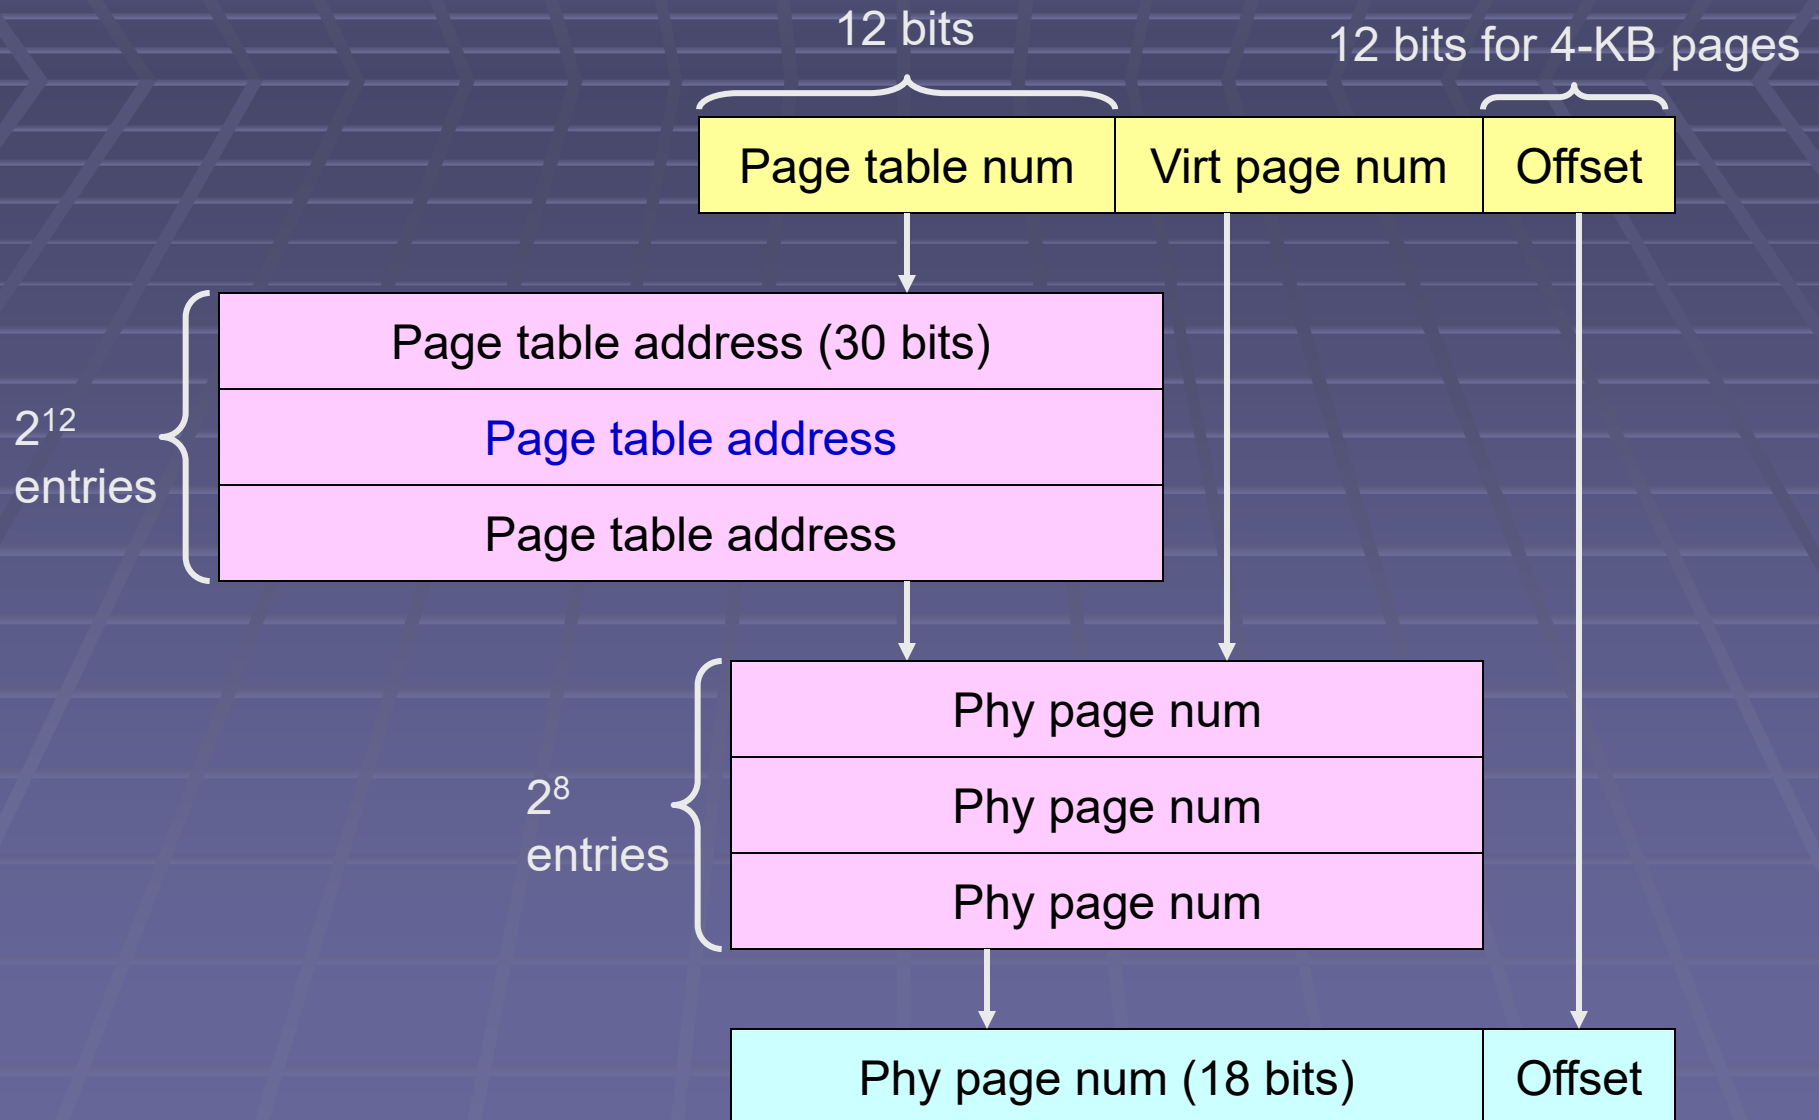 12 bits
12 bits for 4-KB pages
Page table num
Virt page num
Offset
Page table address (30 bits)
Page table address
Page table address
2¹²
entries
Phy page num
Phy page num
Phy page num
2⁸
entries
Phy page num (18 bits)
Offset